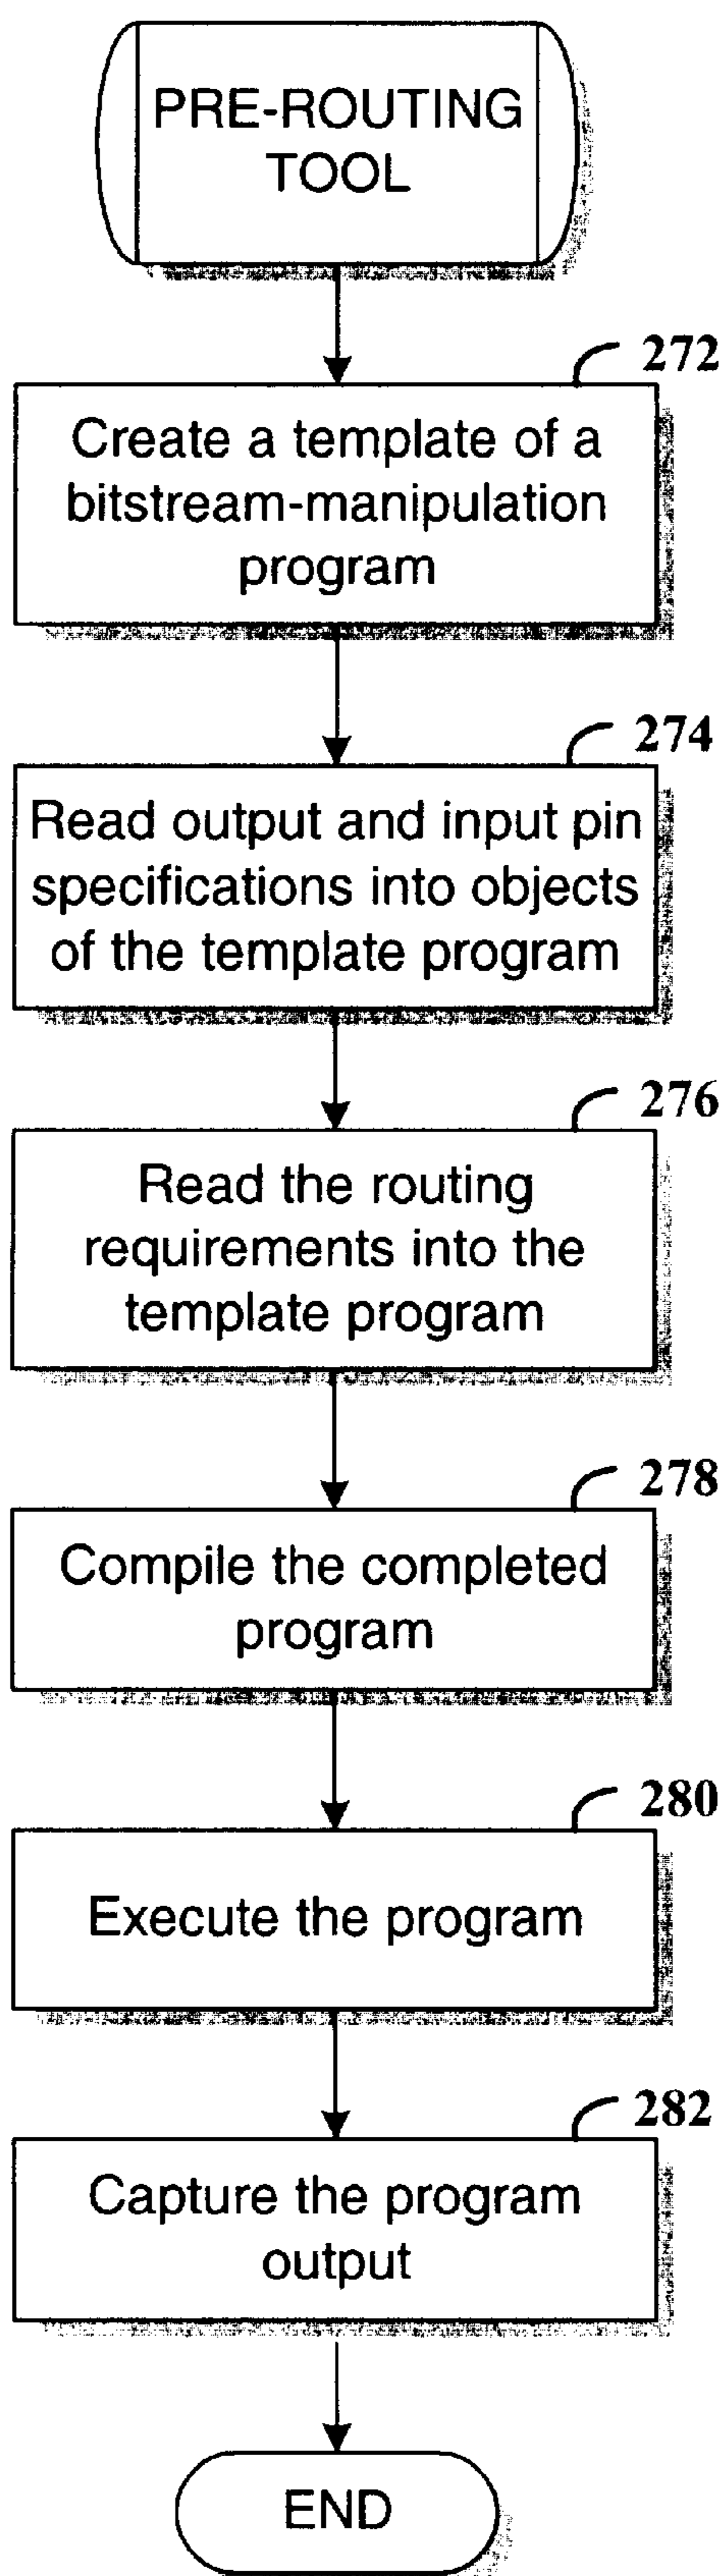 PRE-ROUTING
TOOL
272
Create a template of a
bitstream-manipulation
program
274
Read output and input pin
specifications into objects
of the template program
276
Read the routing
requirements into the
template program
278
Compile the completed
program
280
Execute the program
282
Capture the program
output
END